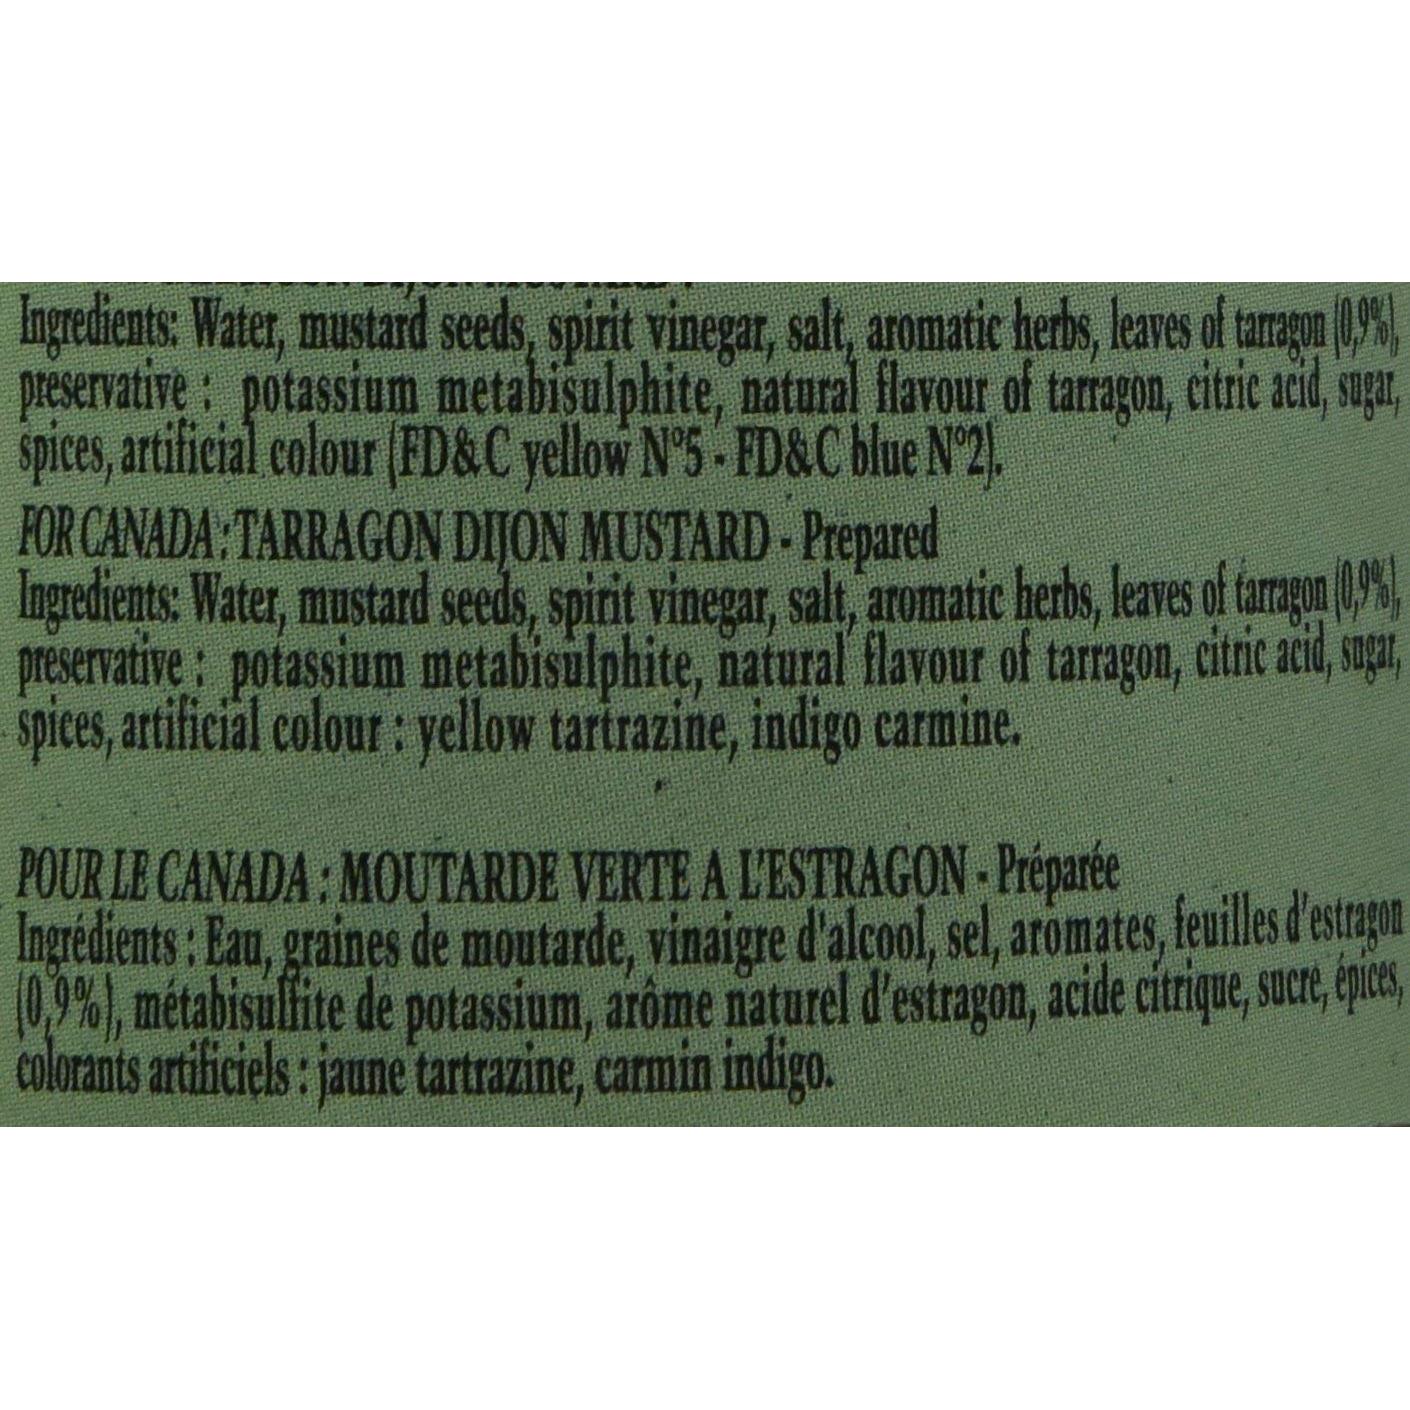 DIJON MUSTARD :
Ingredients: Water, mustard seeds, spirit vinegar, salt, aromatic herbs, leaves of tarragon (0,9%),
preservative : potassium metabisulphite, natural flavour of tarragon, citric acid, sugar,
spices, artificial colour (FD&C yellow N°5 - FD&C blue N°2).
FOR CANADA : TARRAGON DIJON MUSTARD - Prepared
Ingredients: Water, mustard seeds, spirit vinegar, salt, aromatic herbs, leaves of tarragon (0,9%),
preservative : potassium metabisulphite, natural flavour of tarragon, citric acid, sugar,
spices, artificial colour : yellow tartrazine, indigo carmine.
POUR LE CANADA : MOUTARDE VERTE A L'ESTRAGON - Préparée
Ingrédients : Eau, graines de moutarde, vinaigre d'alcool, sel, aromates, feuilles d'estragon
(0,9%), métabisulfite de potassium, arôme naturel d'estragon, acide citrique, sucre, épices,
colorants artificiels : jaune tartrazine, carmin indigo.